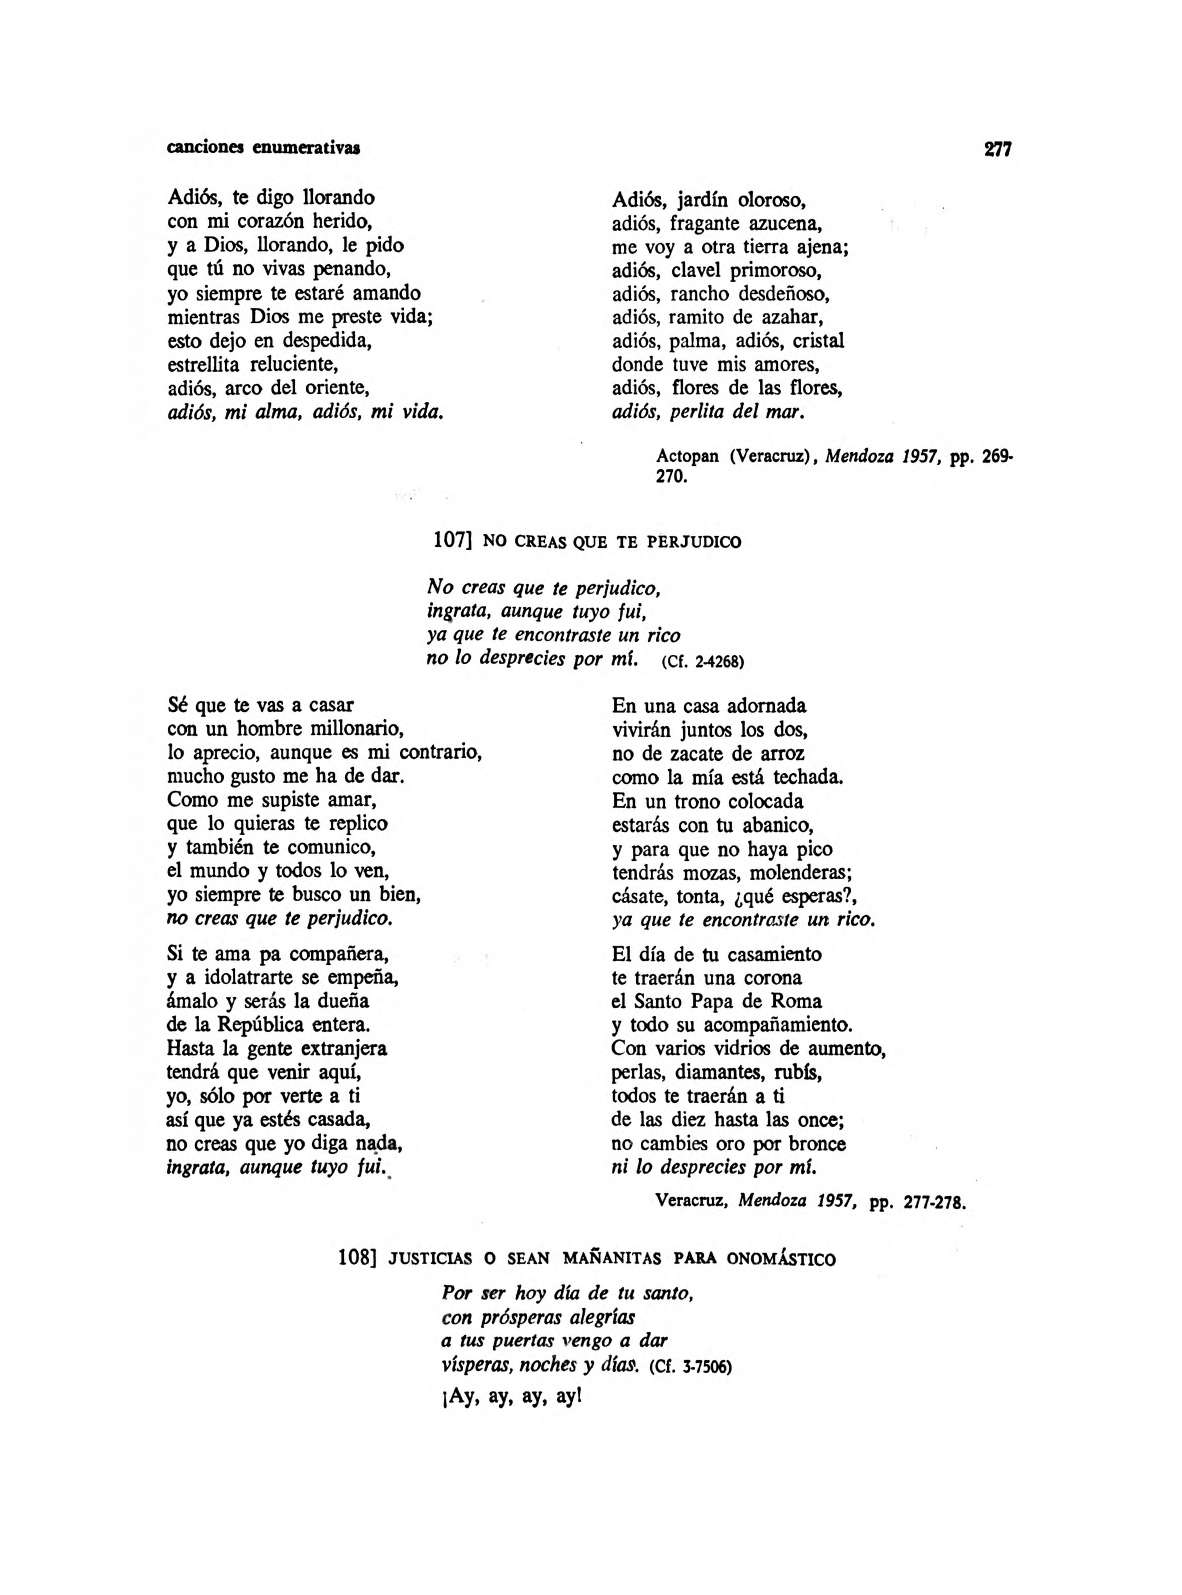 canciones enumerativas 277
Adiós, te digo llorando
con mi corazón herido,
y a Dios, llorando, le pido
que tú no vivas penando,
yo siempre te estaré amando
mientras Dios me preste vida;
esto dejo en despedida,
estrellita reluciente,
adiós, arco del oriente,
adiós, mi alma, adiós, mi vida.
Adiós, jardín oloroso,
adiós, fragante azucena,
me voy a otra tierra ajena;
adiós, clavel primoroso,
adiós, rancho desdeñoso,
adiós, ramito de azahar,
adiós, palma, adiós, cristal
donde tuve mis amores,
adiós, flores de las flores,
adiós, perlita del mar.
Actopan (Veracruz), Mendoza 1957, pp. 269-
270.
107] NO CREAS QUE TE PERJUDICO
No creas que te perjudico,
ingrata, aunque tuyo fui,
ya que te encontraste un rico
no lo desprecies por mí. (Cf. 2-4268)
Sé que te vas a casar
con un hombre millonario,
lo aprecio, aunque es mi contrario,
mucho gusto me ha de dar.
Como me supiste amar,
que lo quieras te replico
y también te comunico,
el mundo y todos lo ven,
yo siempre te busco un bien,
no creas que te perjudico.
Si te ama pa compañera,
y a idolatrarte se empeña,
ámalo y serás la dueña
de la República entera.
Hasta la gente extranjera
tendrá que venir aquí,
yo, sólo por verte a ti
así que ya estés casada,
no creas que yo diga nada,
ingrata, aunque tuyo fui.
En una casa adornada
vivirán juntos los dos,
no de zacate de arroz
como la mía está techada.
En un trono colocada
estarás con tu abanico,
y para que no haya pico
tendrás mozas, molenderas;
cásate, tonta, ¿qué esperas?,
ya que te encontraste un rico.
El día de tu casamiento
te traerán una corona
el Santo Papa de Roma
y todo su acompañamiento.
Con varios vidrios de aumento,
perlas, diamantes, rubís,
todos te traerán a ti
de las diez hasta las once;
no cambies oro por bronce
ni lo desprecies por mí.
Veracruz, Mendoza 1957, pp. 277-278.
108] JUSTICIAS O SEAN MAÑANITAS PARA ONOMÁSTICO
Por ser hoy día de tu santo,
con prósperas alegrías
a tus puertas vengo a dar
vísperas, noches y días. (Cf. 3-7506)
¡Ay, ay, ay, ay!